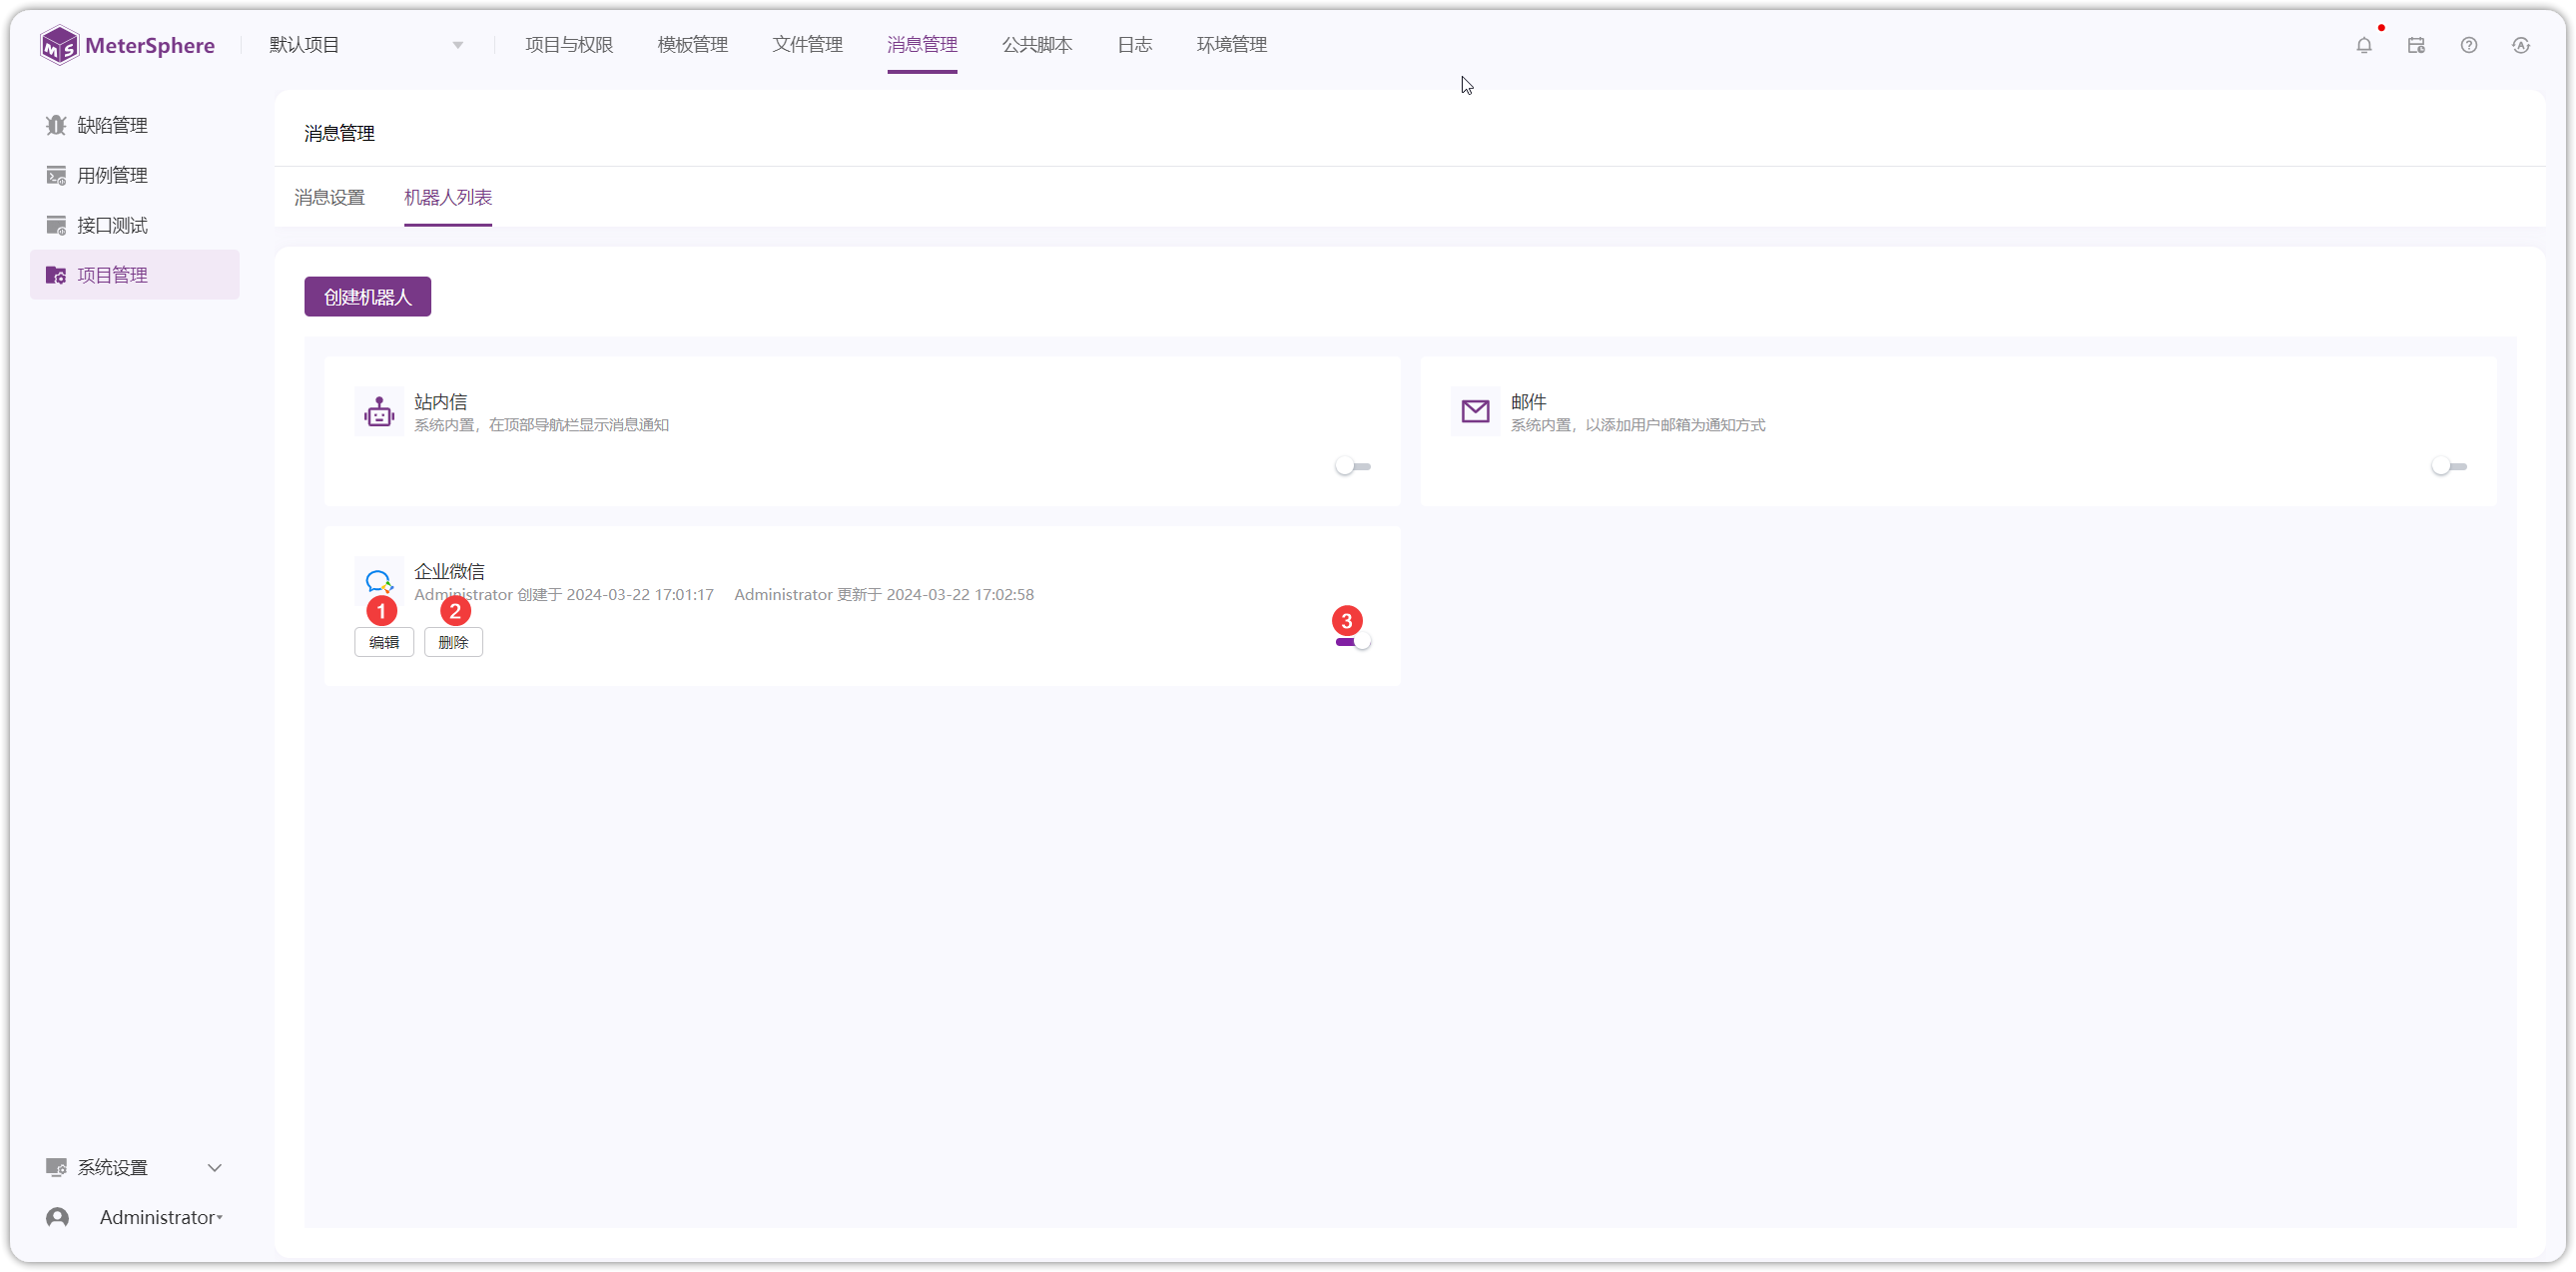 MeterSphere
默认项目
项目与权限
模板管理
文件管理
消息管理
公共脚本
日志
环境管理
缺陷管理
用例管理
接口测试
项目管理
消息管理
消息设置
机器人列表
创建机器人
站内信
系统内置，在顶部导航栏显示消息通知
邮件
系统内置，以添加用户邮箱为通知方式
企业微信
Administrator 创建于 2024-03-22 17:01:17 Administrator 更新于 2024-03-22 17:02:58
1
2
3
编辑
删除
系统设置
Administrator